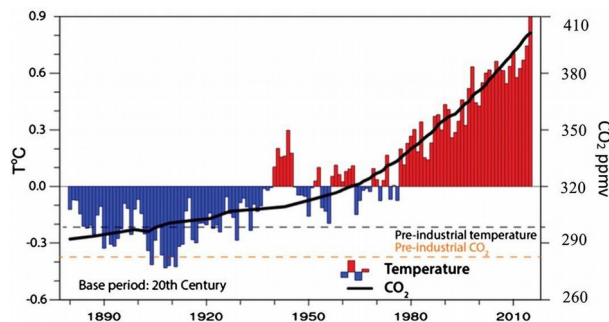 0.9
0.6
0.3
0.0
-0.3
-0.6
T°C
410
380
350
320
290
260
CO2 ppmv
Pre-industrial temperature
Pre-industrial CO2
Temperature
CO2
Base period: 20th Century
1890
1920
1950
1980
2010